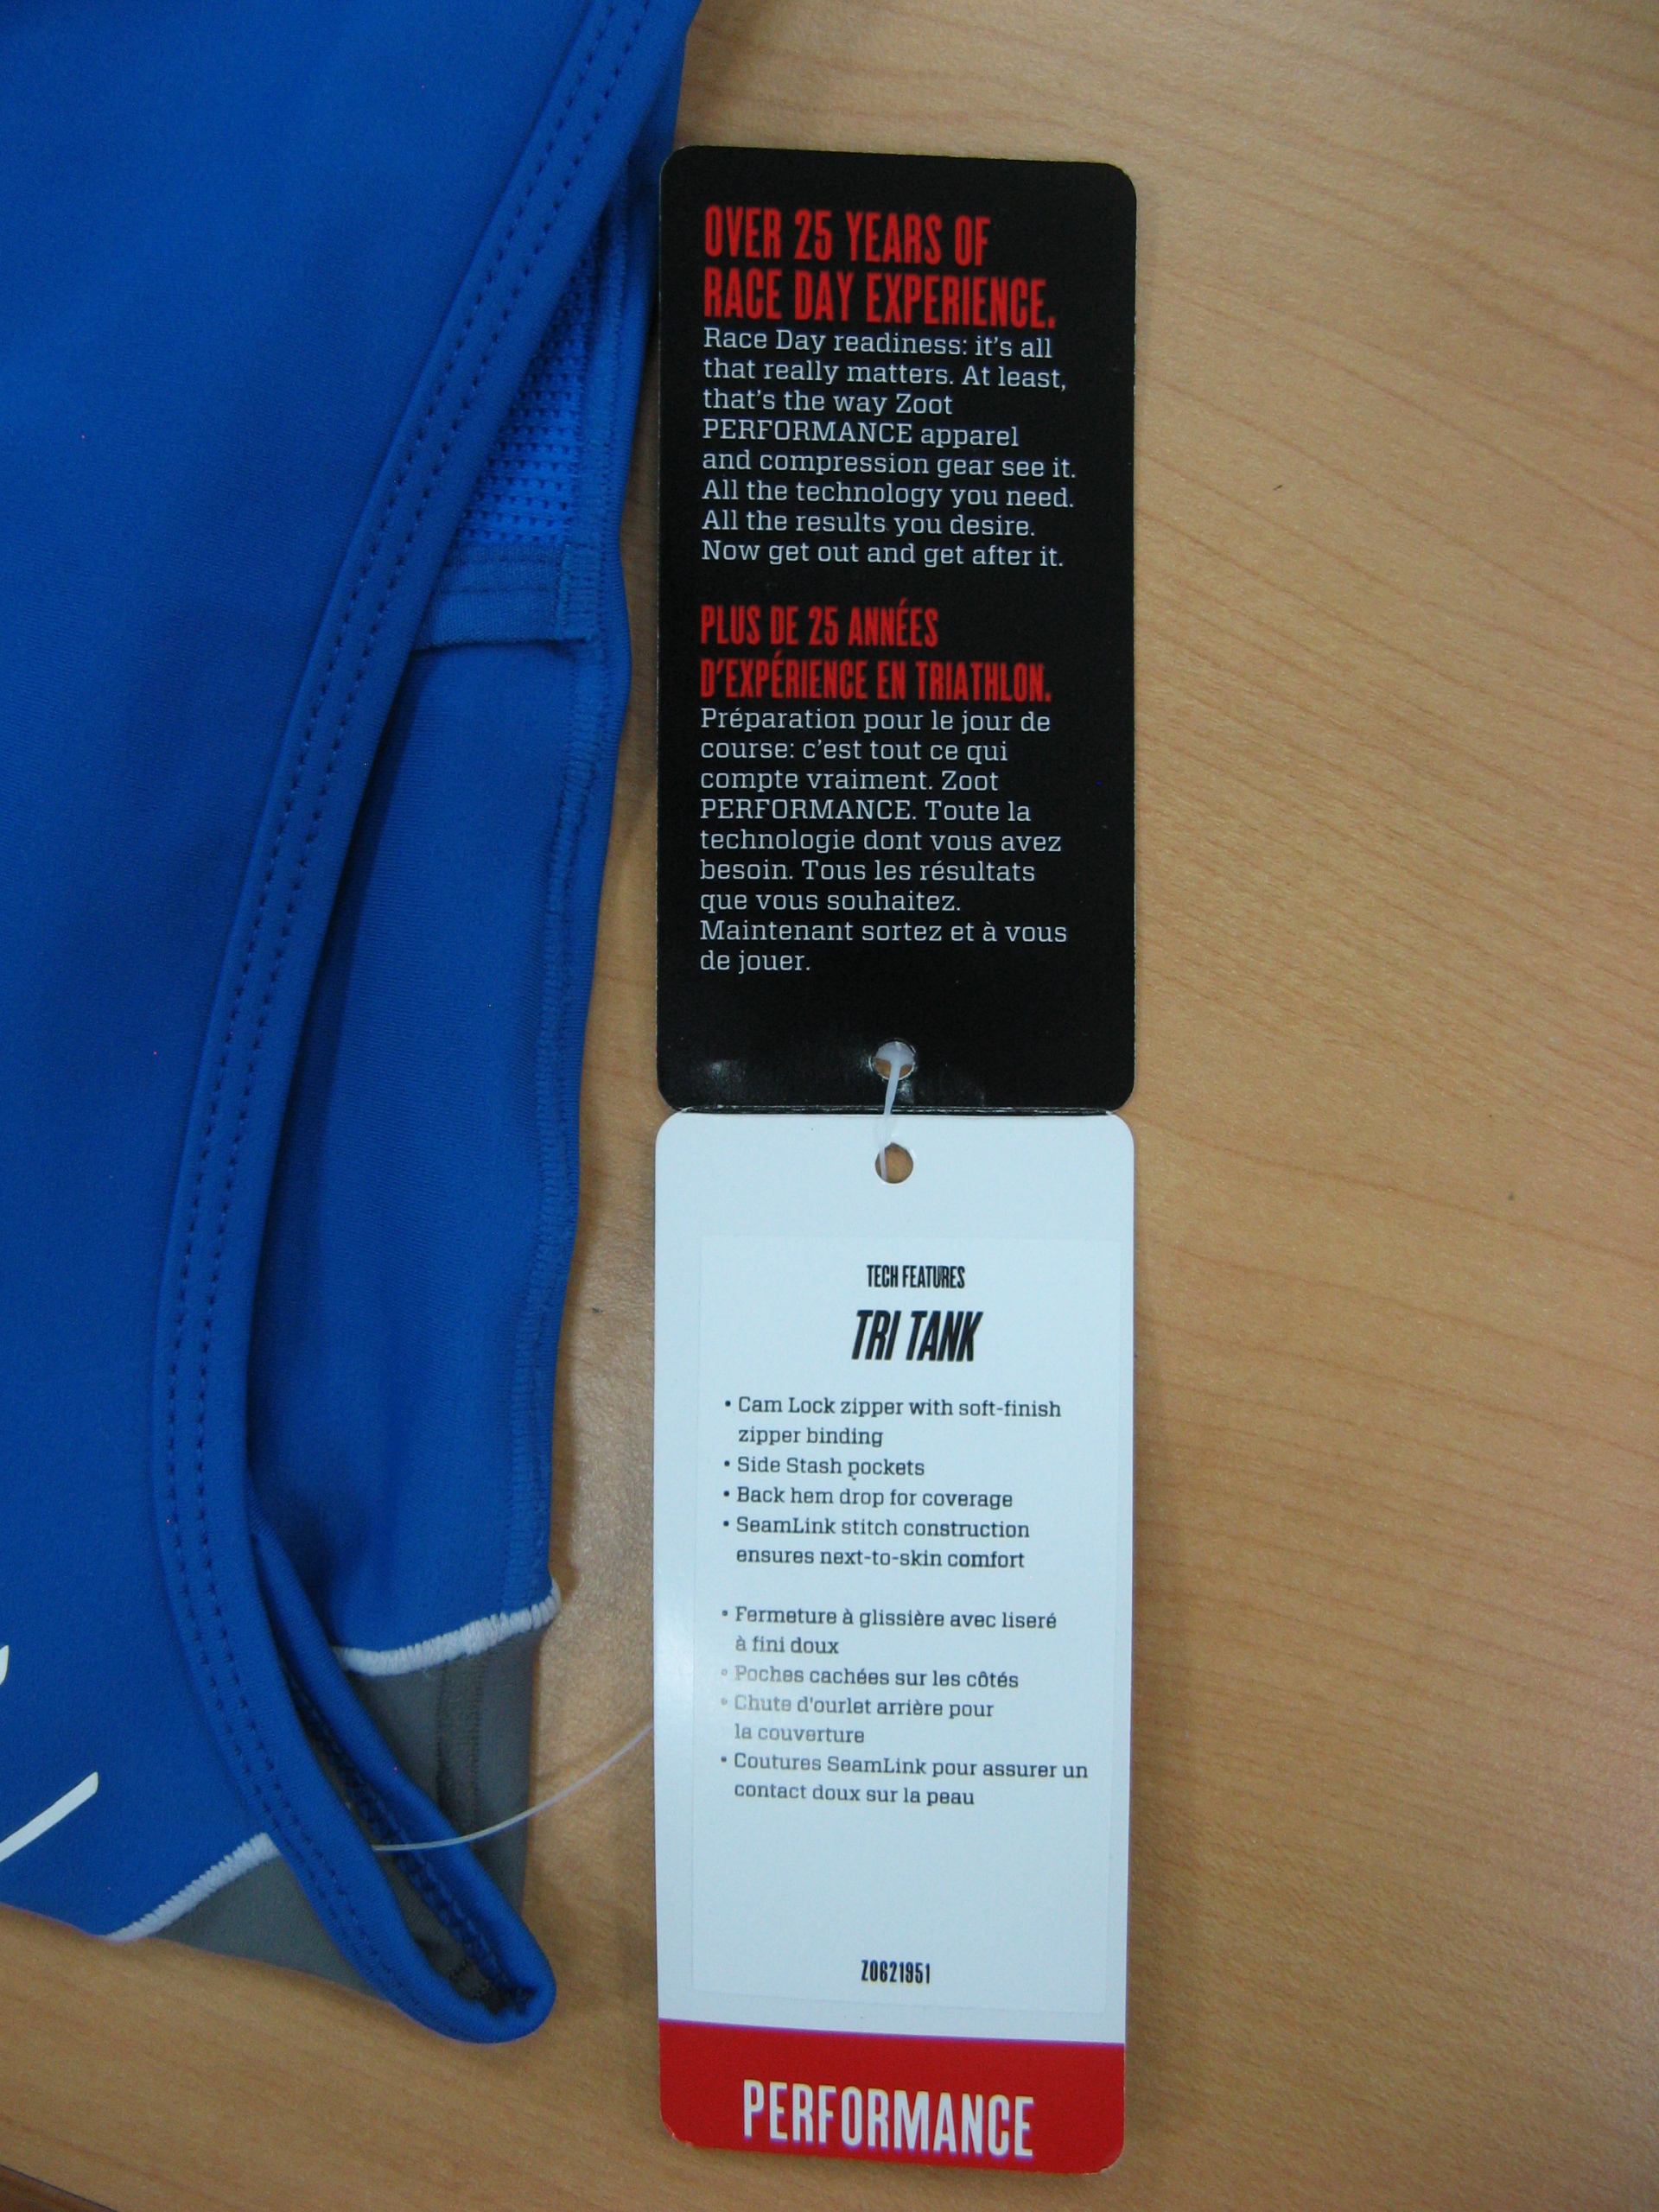 OVER 25 YEARS OF
RACE DAY EXPERIENCE.
Race Day readiness: it's all
that really matters. At least,
that's the way Zoot
PERFORMANCE apparel
and compression gear see it.
All the technology you need.
All the results you desire.
Now get out and get after it.
PLUS DE 25 ANNÉES
D'EXPÉRIENCE EN TRIATHLON.
Préparation pour le jour de
course: c'est tout ce qui
compte vraiment. Zoot
PERFORMANCE. Toute la
technologie dont vous avez
besoin. Tous les résultats
que vous souhaitez.
Maintenant sortez et à vous
de jouer.
TECH FEATURES
TRI TANK
• Cam Lock zipper with soft-finish
zipper binding
• Side Stash pockets
• Back hem drop for coverage
• SeamLink stitch construction
ensures next-to-skin comfort
• Fermeture à glissière avec liseré
à fini doux
• Poches cachées sur les côtés
• Chute d'ourlet arrière pour
la couverture
• Coutures SeamLink pour assurer un
contact doux sur la peau
Z0621951
PERFORMANCE